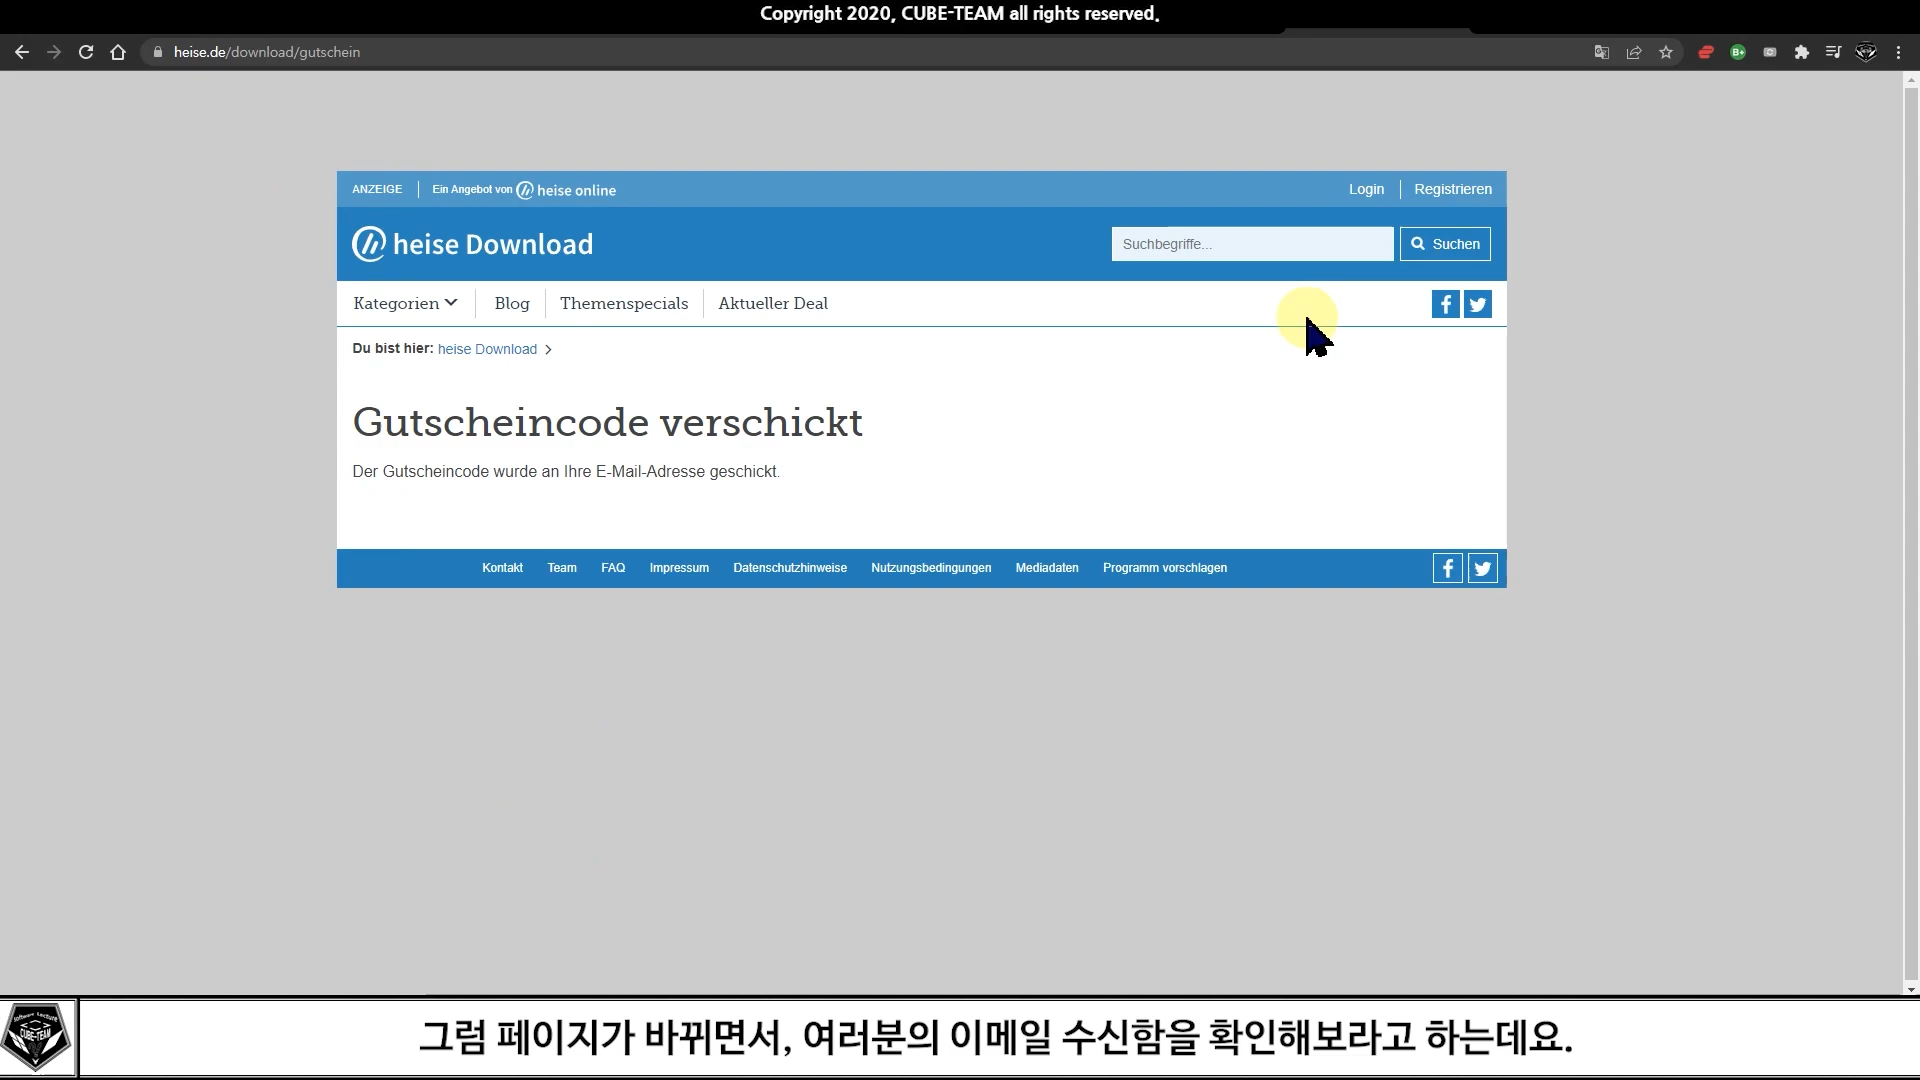 Copyright 2020, CUBE-TEAM all rights reserved.
heise.de/download/gutschein
ANZEIGE
Ein Angebot von heise online
Login
Registrieren
heise Download
Suchbegriffe...
Suchen
Kategorien
Blog
Themenspecials
Aktueller Deal
Du bist hier: heise Download >
Gutscheincode verschickt
Der Gutscheincode wurde an Ihre E-Mail-Adresse geschickt.
Kontakt
Team
FAQ
Impressum
Datenschutzhinweise
Nutzungsbedingungen
Mediadaten
Programm vorschlagen
Software Lecture
CUBE-TEAM
그럼 페이지가 바뀌면서, 여러분의 이메일 수신함을 확인해보라고 하는데요.